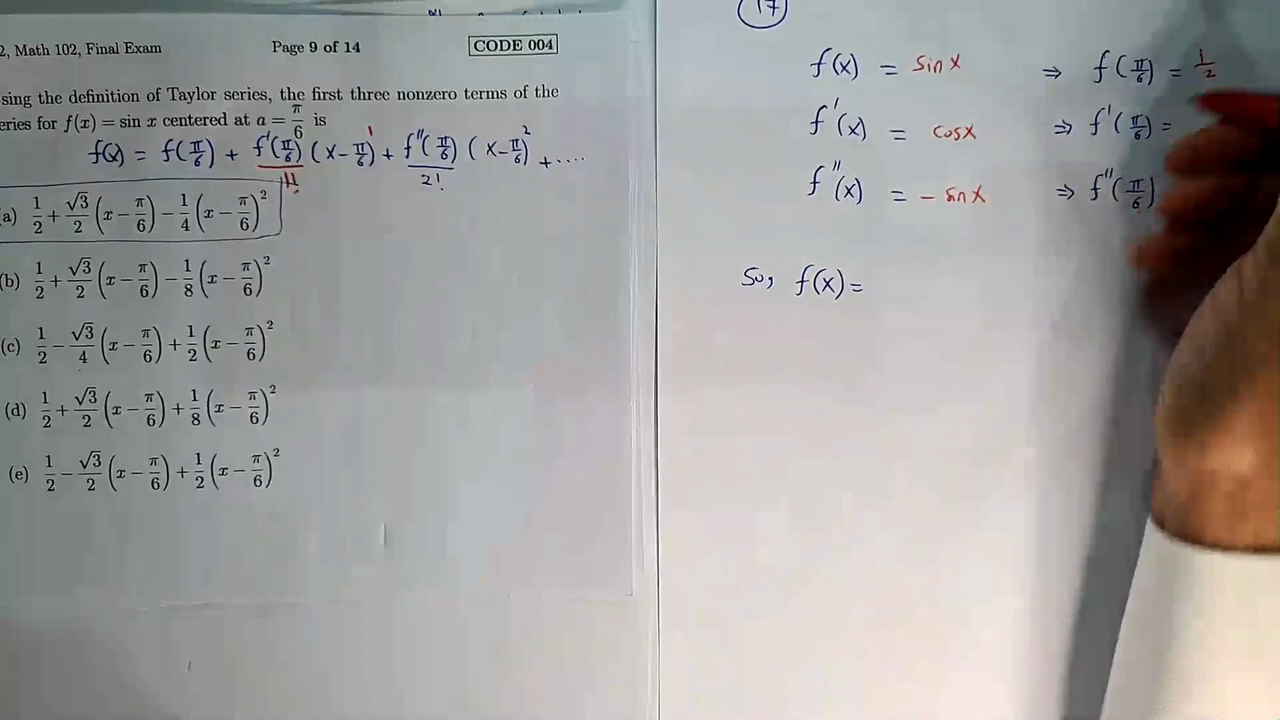 2, Math 102, Final Exam Page 9 of 14 CODE 004
sing the definition of Taylor series, the first three nonzero terms of the
eries for f(x) = sin x centered at a = π/6 is
f(x) = f(π/6) + f'(π/6)/1! (x - π/6)^1 + f''(π/6)/2! (x - π/6)^2 + ....
a) 1/2 + √3/2 (x - π/6) - 1/4 (x - π/6)^2
(b) 1/2 + √3/2 (x - π/6) - 1/8 (x - π/6)^2
(c) 1/2 - √3/4 (x - π/6) + 1/2 (x - π/6)^2
(d) 1/2 + √3/2 (x - π/6) + 1/8 (x - π/6)^2
(e) 1/2 - √3/2 (x - π/6) + 1/2 (x - π/6)^2
17
f(x) = sinx ⇒ f(π/6) = 1/2
f'(x) = cosx ⇒ f'(π/6) =
f''(x) = - sinx ⇒ f''(π/6)
So, f(x) =